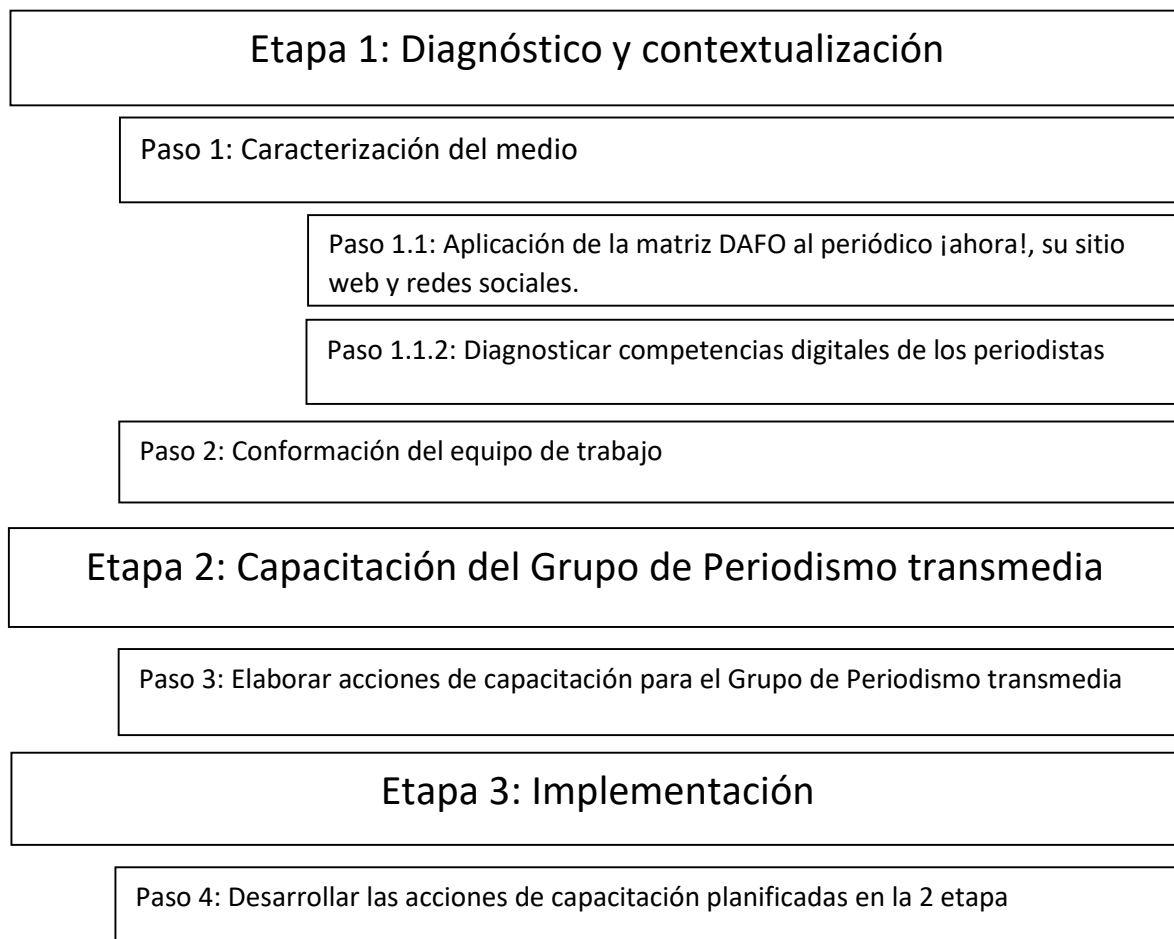 Etapa 1: Diagnóstico y contextualización
Paso 1: Caracterización del medio
Paso 1.1: Aplicación de la matriz DAFO al periódico ¡ahora!, su sitio
web y redes sociales.
Paso 1.1.2: Diagnosticar competencias digitales de los periodistas
Paso 2: Conformación del equipo de trabajo
Etapa 2: Capacitación del Grupo de Periodismo transmedia
Paso 3: Elaborar acciones de capacitación para el Grupo de Periodismo transmedia
Etapa 3: Implementación
Paso 4: Desarrollar las acciones de capacitación planificadas en la 2 etapa